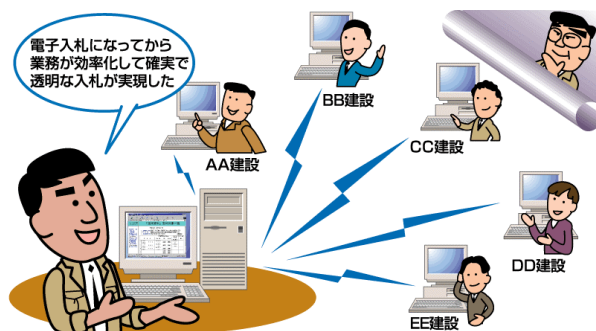 電子入札になってから
業務が効率化して確実で
透明な入札が実現した
AA建設
BB建設
CC建設
DD建設
EE建設